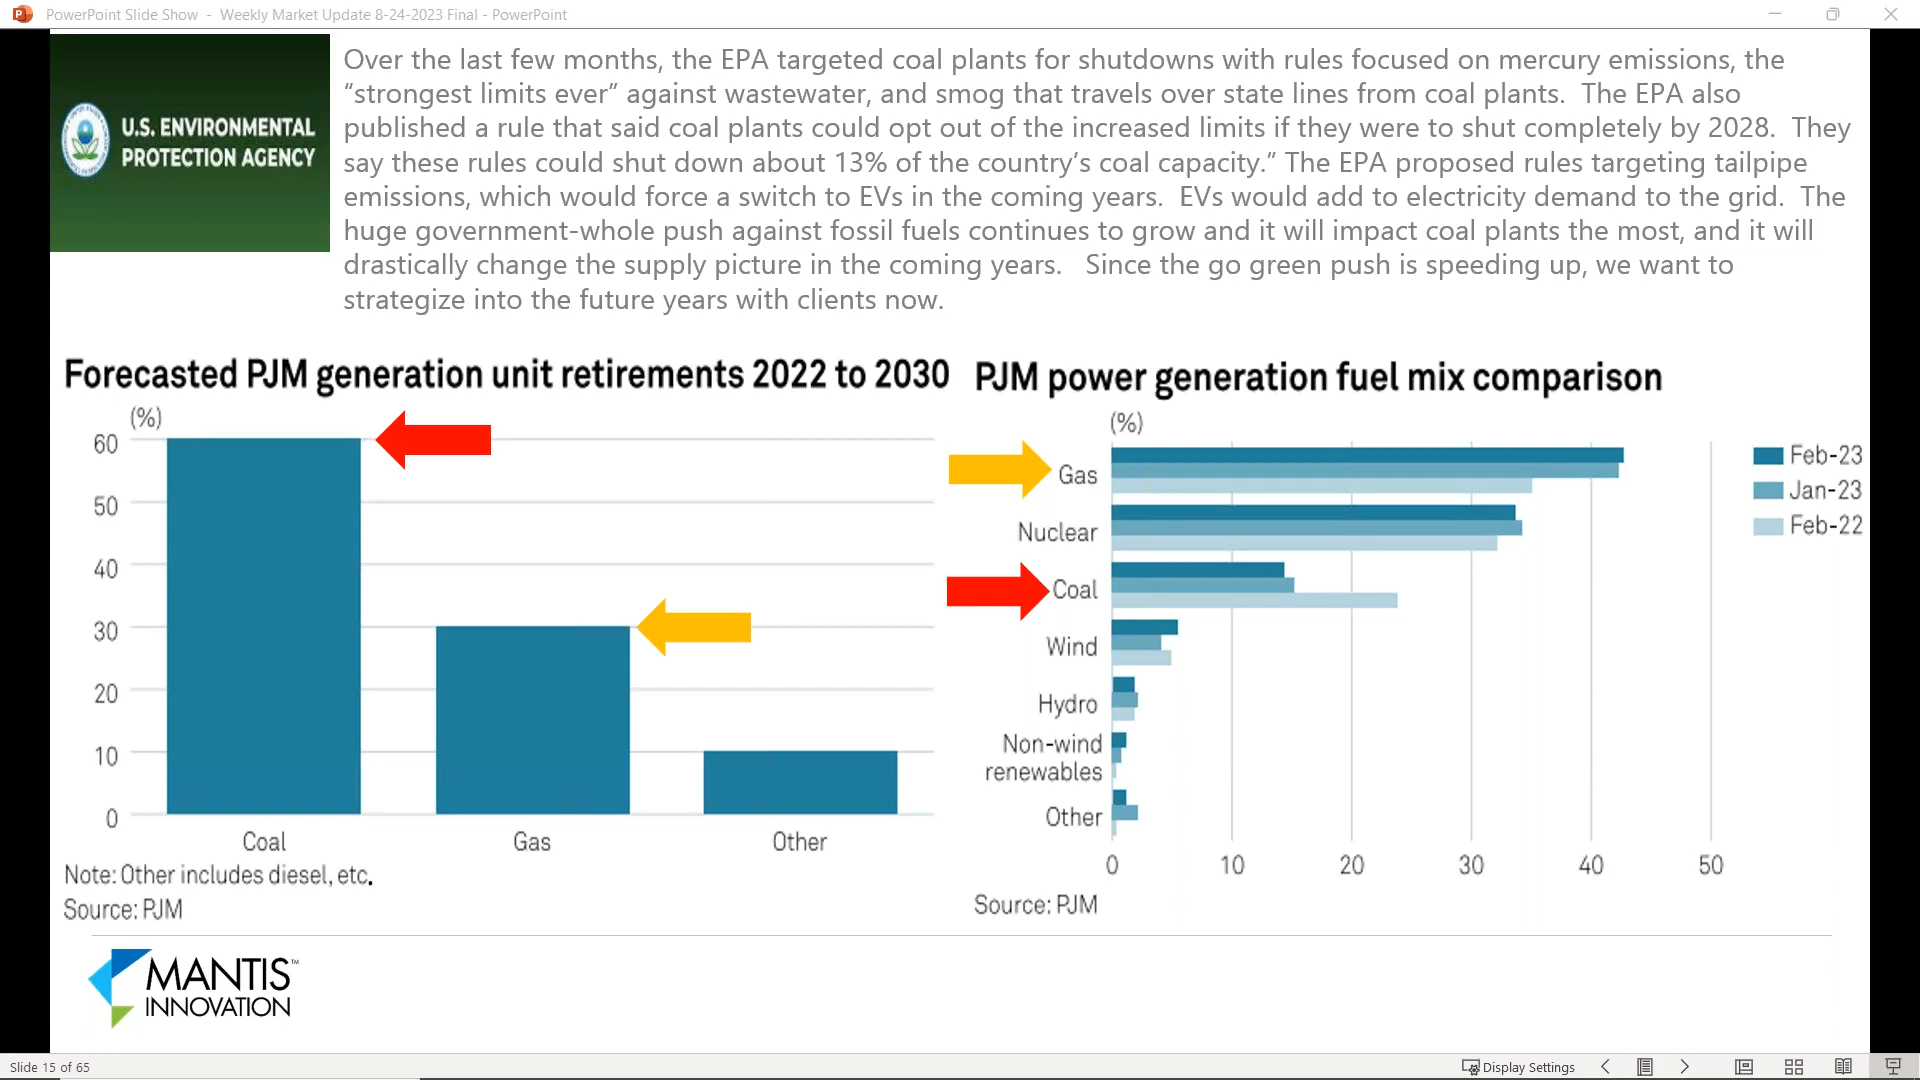 PowerPoint Slide Show - Weekly Market Update 8-24-2023 Final - PowerPoint
U.S. ENVIRONMENTAL
PROTECTION AGENCY
Over the last few months, the EPA targeted coal plants for shutdowns with rules focused on mercury emissions, the
“strongest limits ever” against wastewater, and smog that travels over state lines from coal plants.  The EPA also
published a rule that said coal plants could opt out of the increased limits if they were to shut completely by 2028.  They
say these rules could shut down about 13% of the country’s coal capacity.” The EPA proposed rules targeting tailpipe
emissions, which would force a switch to EVs in the coming years.  EVs would add to electricity demand to the grid.  The
huge government-whole push against fossil fuels continues to grow and it will impact coal plants the most, and it will
drastically change the supply picture in the coming years.   Since the go green push is speeding up, we want to
strategize into the future years with clients now.
Forecasted PJM generation unit retirements 2022 to 2030
(%)
60
50
40
30
20
10
0
Coal Gas Other
Note: Other includes diesel, etc.
Source: PJM
PJM power generation fuel mix comparison
(%)
Gas
Nuclear
Coal
Wind
Hydro
Non-wind
renewables
Other
0 10 20 30 40 50
Feb-23
Jan-23
Feb-22
Source: PJM
MANTIS™
INNOVATION
Slide 15 of 65
Display Settings